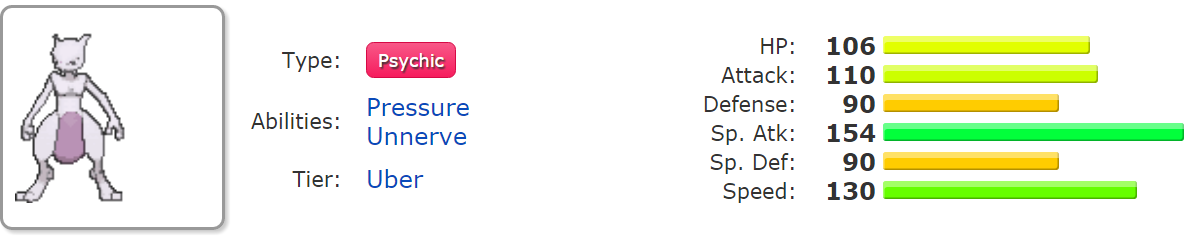 Type: Psychic
Abilities: Pressure
Unnerve
Tier: Uber
HP: 106
Attack: 110
Defense: 90
Sp. Atk: 154
Sp. Def: 90
Speed: 130